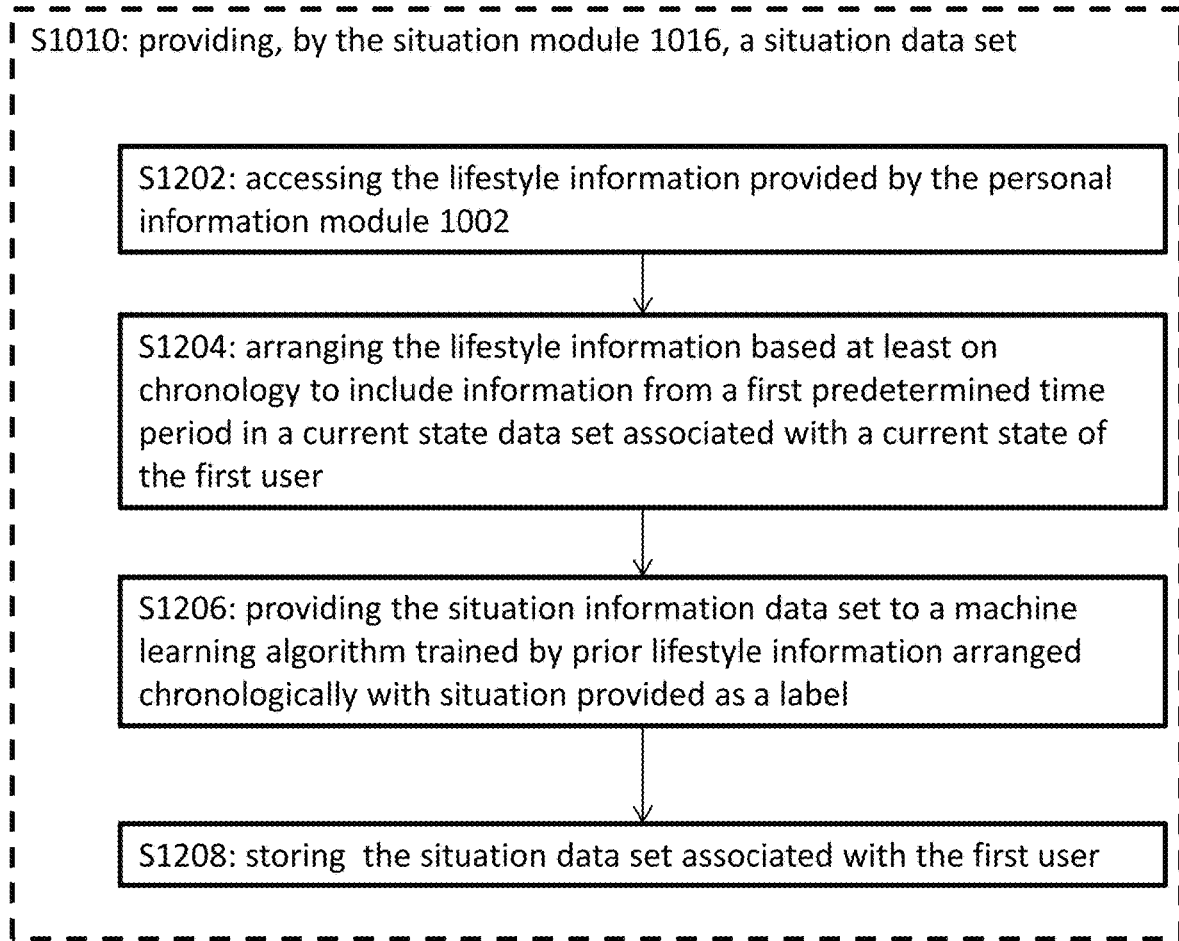 S1010: providing, by the situation module 1016, a situation data set
S1202: accessing the lifestyle information provided by the personal
information module 1002
S1204: arranging the lifestyle information based at least on
chronology to include information from a first predetermined time
period in a current state data set associated with a current state of
the first user
S1206: providing the situation information data set to a machine
learning algorithm trained by prior lifestyle information arranged
chronologically with situation provided as a label
S1208: storing  the situation data set associated with the first user